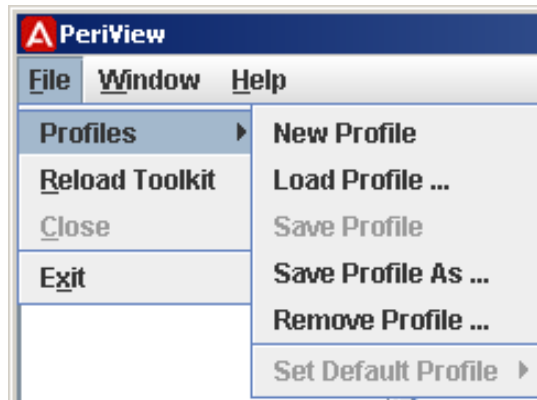 PeriView
File Window Help
Profiles
Reload Toolkit
Close
Exit
New Profile
Load Profile ...
Save Profile
Save Profile As ...
Remove Profile ...
Set Default Profile